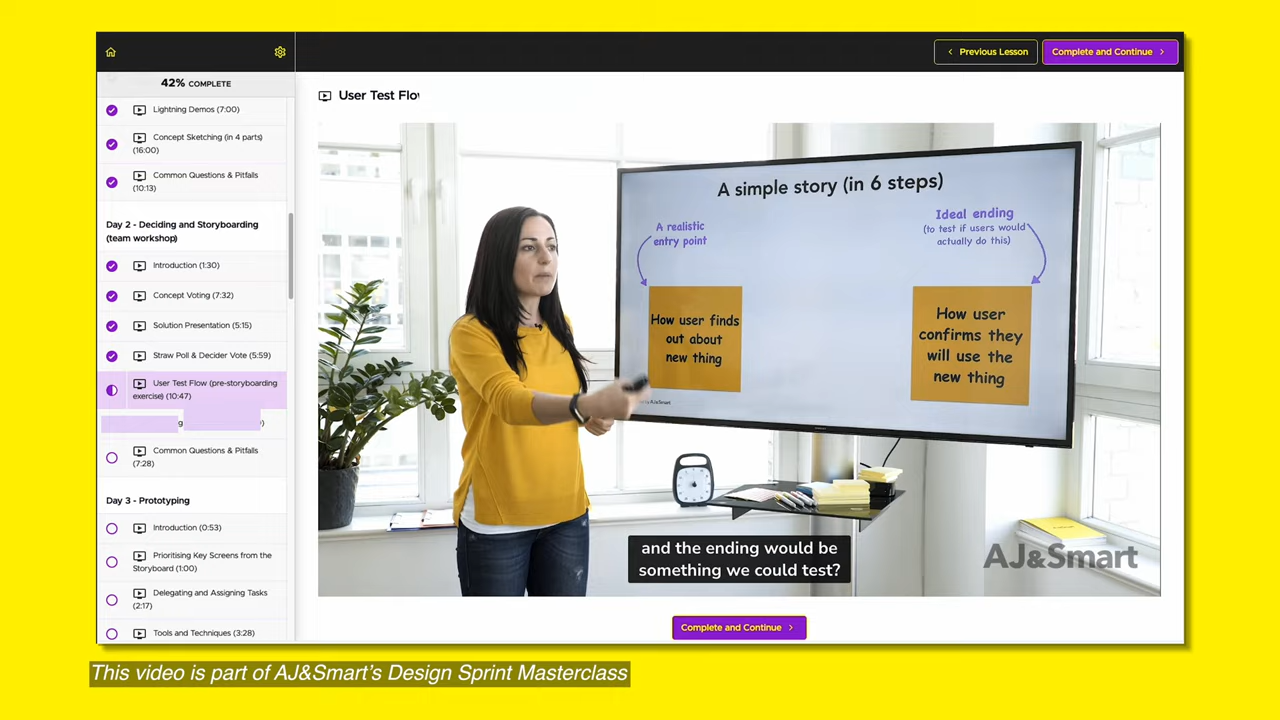 Previous Lesson
Complete and Continue
42% COMPLETE
Lightning Demos (7:00)
Concept Sketching (in 4 parts)
(16:00)
Common Questions & Pitfalls
(10:13)
Day 2 - Deciding and Storyboarding
(team workshop)
Introduction (1:30)
Concept Voting (7:32)
Solution Presentation (5:15)
Straw Poll & Decider Vote (5:59)
User Test Flow (pre-storyboarding
exercise) (10:47)
Common Questions & Pitfalls
(7:28)
Day 3 - Prototyping
Introduction (0:53)
Prioritising Key Screens from the
Storyboard (1:00)
Delegating and Assigning Tasks
(2:17)
Tools and Techniques (3:28)
User Test Flo
A simple story (in 6 steps)
A realistic
entry point
Ideal ending
(to test if users would
actually do this)
How user finds
out about
new thing
How user
confirms they
will use the
new thing
AJ&Smart
and the ending would be
something we could test?
AJ&Smart
Complete and Continue
This video is part of AJ&Smart's Design Sprint Masterclass